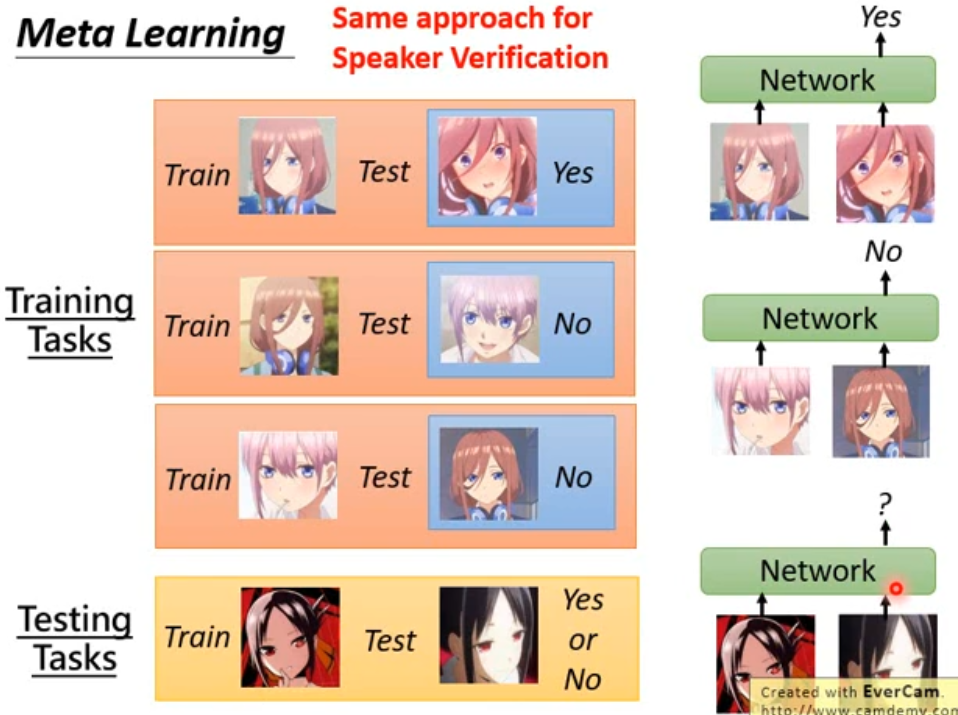 Meta Learning
Same approach for
Speaker Verification
Training
Tasks
Train
Test
Yes
Train
Test
No
Train
Test
No
Testing
Tasks
Train
Test
Yes
or
No
Yes
Network
No
Network
?
Network
Created with EverCam.
http://www.camdemy.com